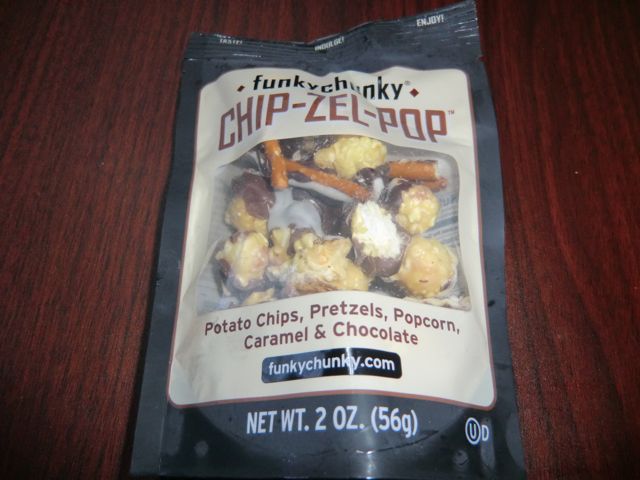 TASTE! INDULGE! ENJOY!
funkychunky®
CHIP-ZEL-POP™
Potato Chips, Pretzels, Popcorn,
Caramel & Chocolate
funkychunky.com
NET WT. 2 OZ. (56g)
U D